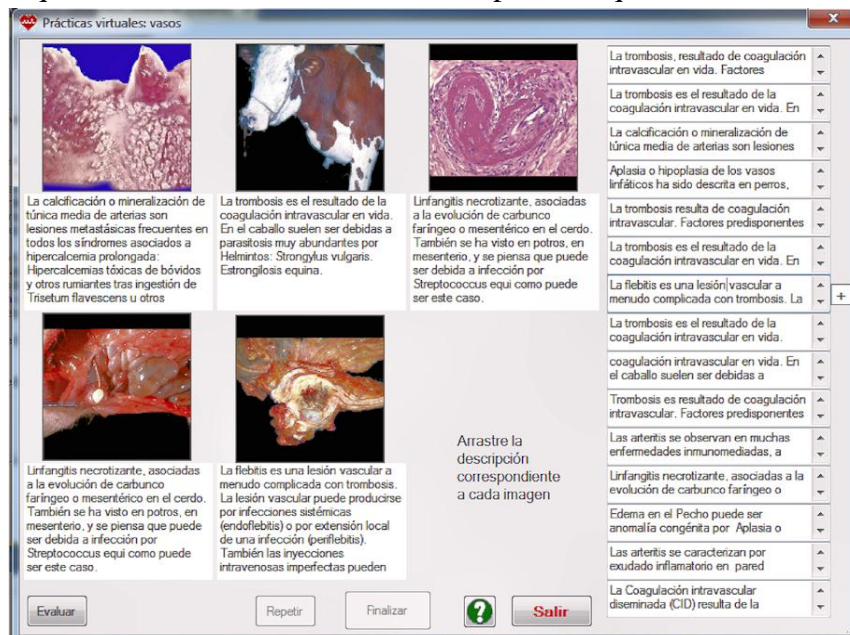 Prácticas virtuales: vasos
La calcificación o mineralización de
túnica media de arterias son
lesiones metastásicas frecuentes en
todos los síndromes asociados a
hipercalcemia prolongada:
Hipercalcemias tóxicas de bóvidos
y otros rumiantes tras ingestión de
Trisetum flavescens u otros
La trombosis es el resultado de la
coagulación intravascular en vida.
En el caballo suelen ser debidas a
parasitosis muy abundantes por
Helmintos: Strongylus vulgaris.
Estrongilosis equina.
Linfangitis necrotizante, asociadas
a la evolución de carbunco
faríngeo o mesentérico en el cerdo.
También se ha visto en potros, en
mesenterio, y se piensa que puede
ser debida a infección por
Streptococcus equi como puede
ser este caso.
Linfangitis necrotizante, asociadas
a la evolución de carbunco
faríngeo o mesentérico en el cerdo.
También se ha visto en potros, en
mesenterio, y se piensa que puede
ser debida a infección por
Streptococcus equi como puede
ser este caso.
La flebitis es una lesión vascular a
menudo complicada con trombosis.
La lesión vascular puede producirse
por infecciones sistémicas
(endoflebitis) o por extensión local
de una infección (periflebitis).
También las inyecciones
intravenosas imperfectas pueden
Arrastre la
descripción
correspondiente
a cada imagen
La trombosis, resultado de coagulación
intravascular en vida. Factores
La trombosis es el resultado de la
coagulación intravascular en vida. En
La calcificación o mineralización de
túnica media de arterias son lesiones
Aplasia o hipoplasia de los vasos
linfáticos ha sido descrita en perros,
La trombosis resulta de coagulación
intravascular. Factores predisponentes
La trombosis es el resultado de la
coagulación intravascular en vida. En
La flebitis es una lesión vascular a
menudo complicada con trombosis. La
+
La trombosis es el resultado de la
coagulación intravascular en vida.
coagulación intravascular en vida. En
el caballo suelen ser debidas a
Trombosis es resultado de coagulación
intravascular. Factores predisponentes
Las arteritis se observan en muchas
enfermedades inmunomediadas, a
Linfangitis necrotizante, asociadas a la
evolución de carbunco faríngeo o
Edema en el Pecho puede ser
anomalía congénita por Aplasia o
Las arteritis se caracterizan por
exudado inflamatorio en pared
La Coagulación intravascular
diseminada (CID) resulta de la
Evaluar
Repetir
Finalizar
?
Salir